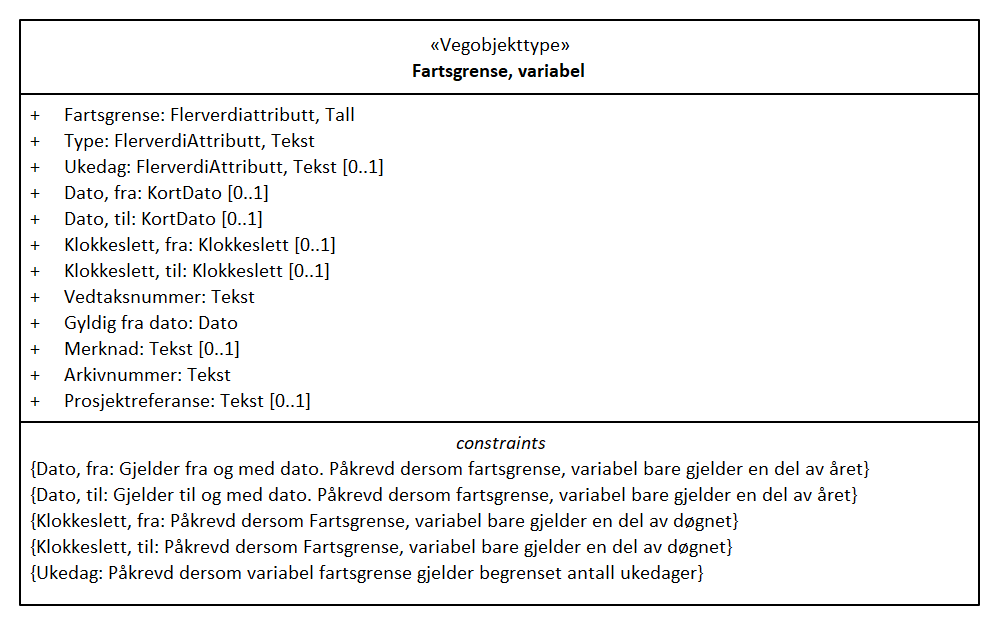 «Vegobjekttype»
Fartsgrense, variabel
+ Fartsgrense: Flerverdiattributt, Tall
+ Type: FlerverdiAttributt, Tekst
+ Ukedag: FlerverdiAttributt, Tekst [0..1]
+ Dato, fra: KortDato [0..1]
+ Dato, til: KortDato [0..1]
+ Klokkeslett, fra: Klokkeslett [0..1]
+ Klokkeslett, til: Klokkeslett [0..1]
+ Vedtaksnummer: Tekst
+ Gyldig fra dato: Dato
+ Merknad: Tekst [0..1]
+ Arkivnummer: Tekst
+ Prosjektreferanse: Tekst [0..1]
constraints
{Dato, fra: Gjelder fra og med dato. Påkrevd dersom fartsgrense, variabel bare gjelder en del av året}
{Dato, til: Gjelder til og med dato. Påkrevd dersom fartsgrense, variabel bare gjelder en del av året}
{Klokkeslett, fra: Påkrevd dersom Fartsgrense, variabel bare gjelder en del av døgnet}
{Klokkeslett, til: Påkrevd dersom Fartsgrense, variabel bare gjelder en del av døgnet}
{Ukedag: Påkrevd dersom variabel fartsgrense gjelder begrenset antall ukedager}